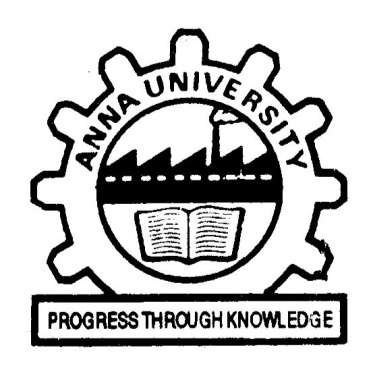 ANNA UNIVERSITY
PROGRESS THROUGH KNOWLEDGE